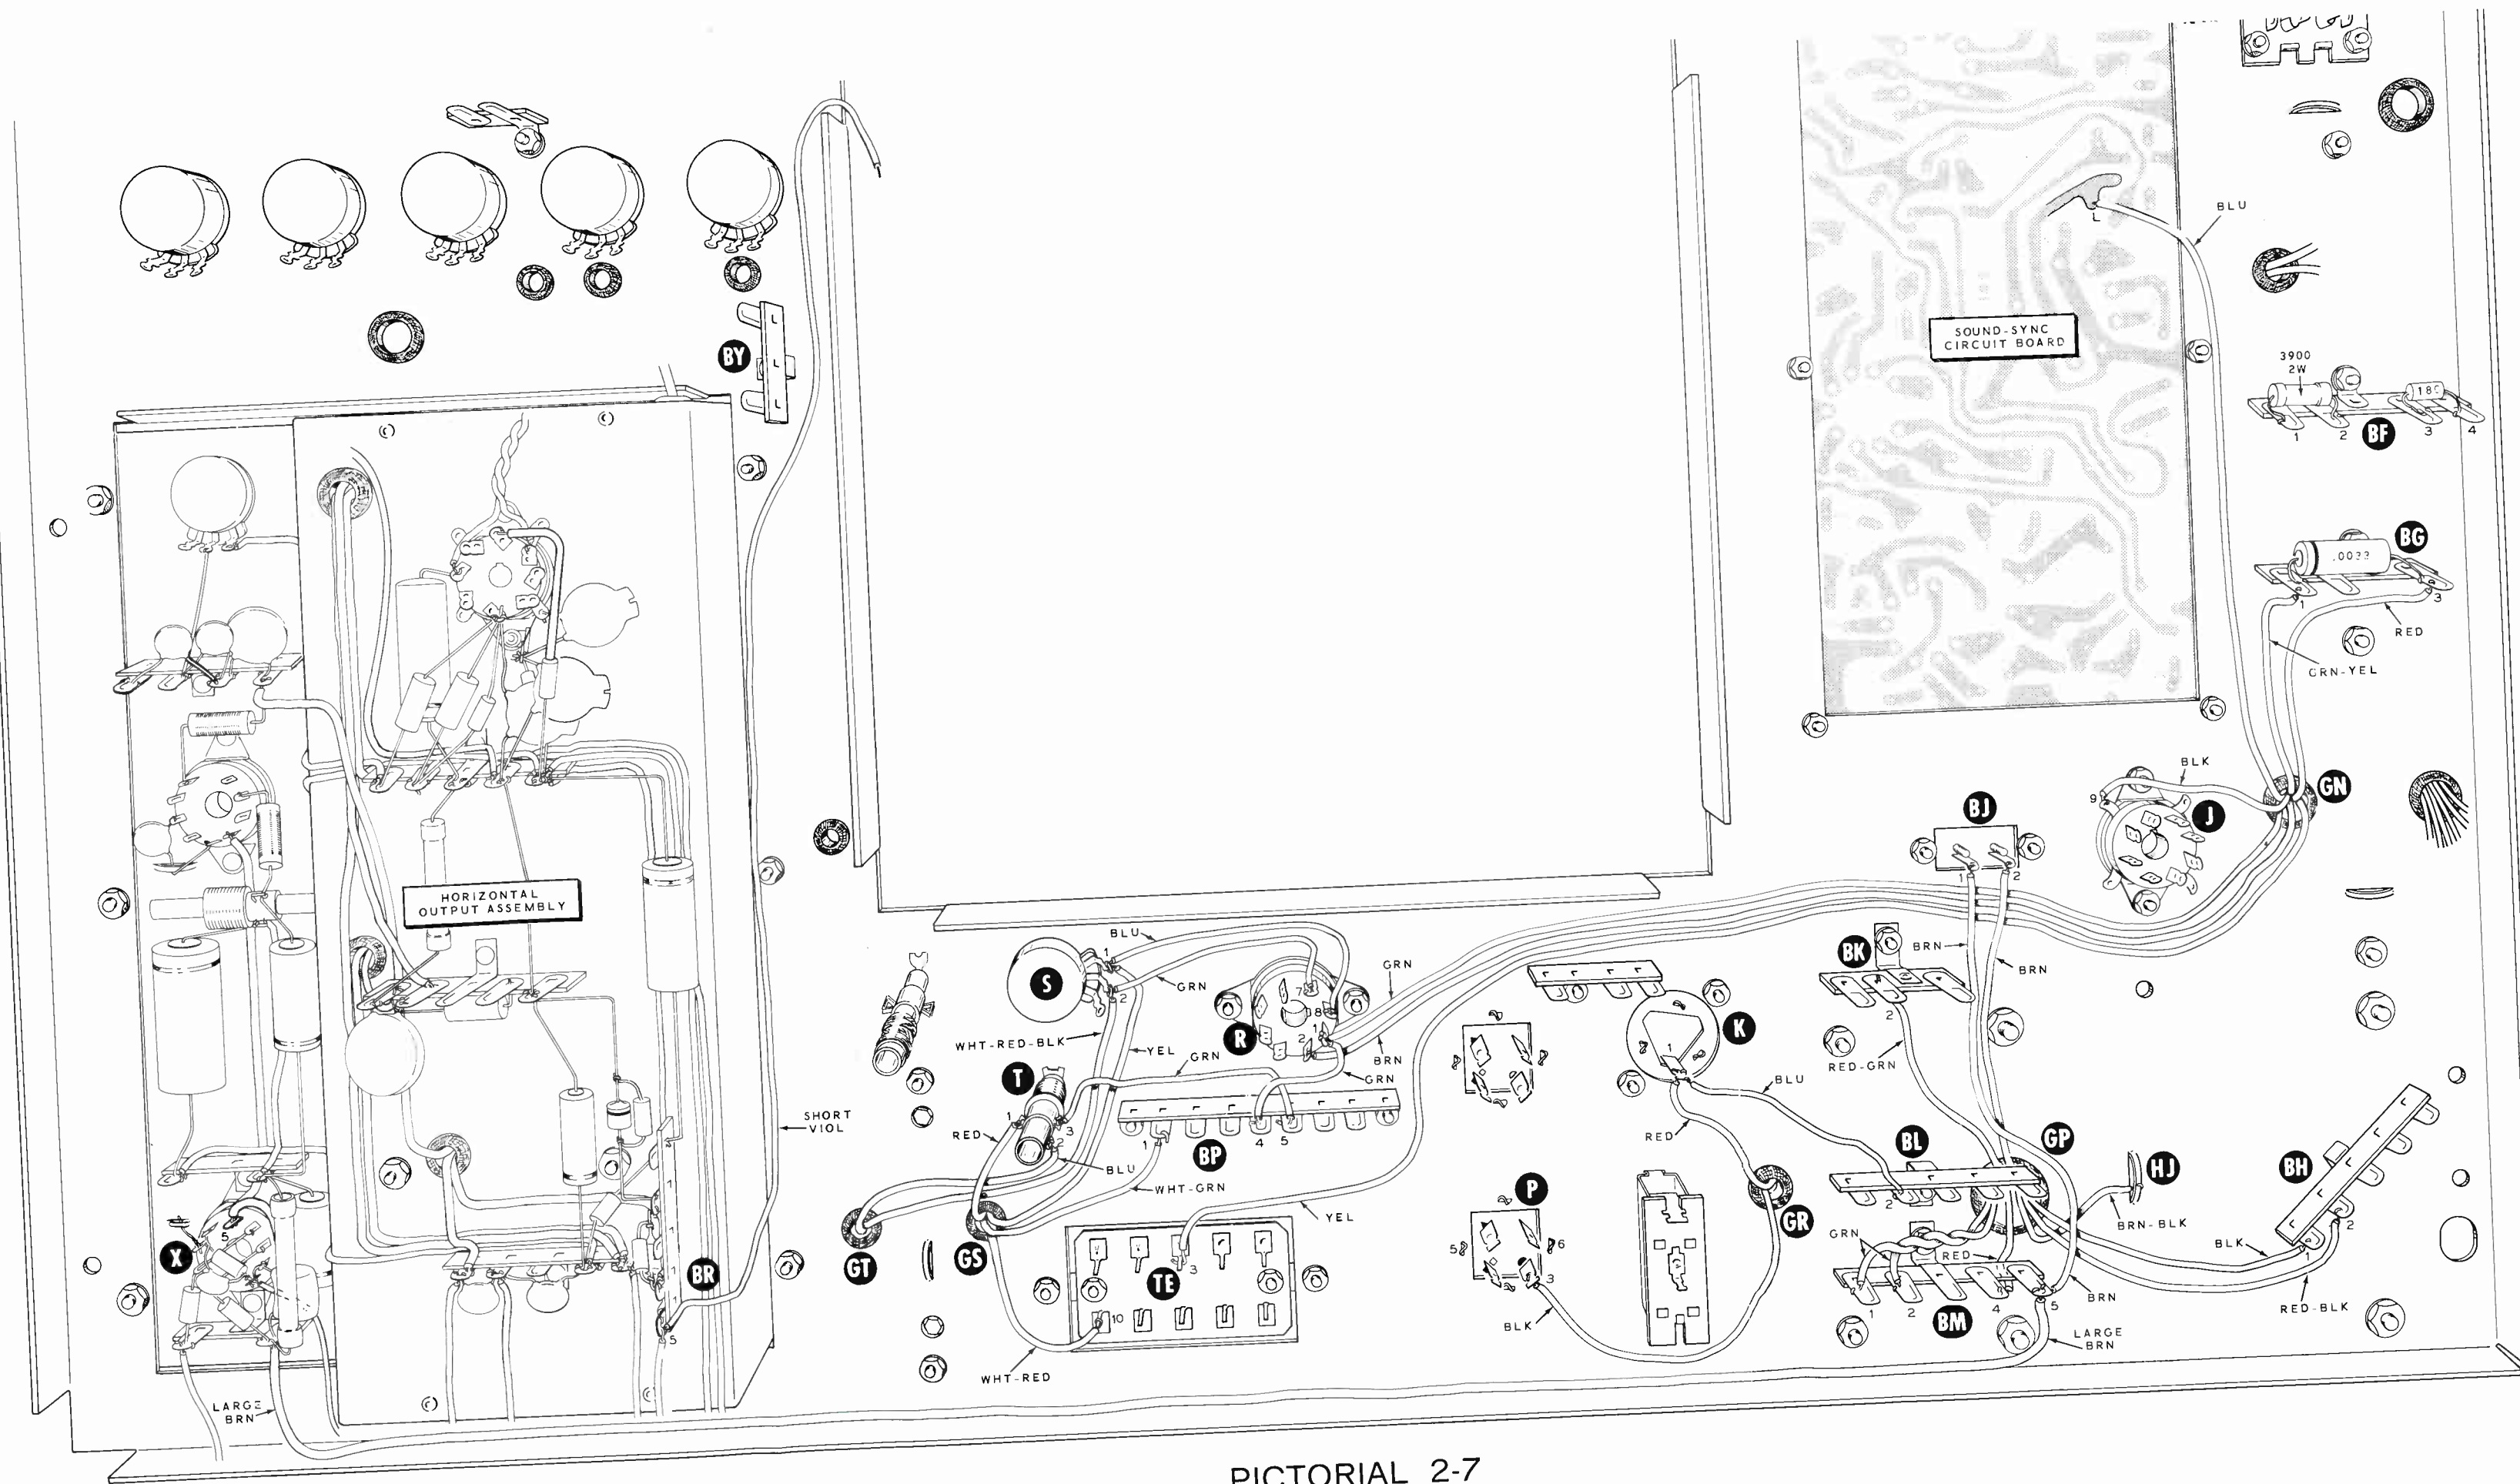 BLU
L
SOUND-SYNC
CIRCUIT BOARD
3900
2W
1 2 BF 3 4
BY
BG
.0033
1 3
RED
GRN-YEL
BLK
GN
9
J
BJ
1 2
HORIZONTAL
OUTPUT ASSEMBLY
BLU
1
S
2
GRN
7
8
R
1
2
GRN
BRN
GRN
BK
BRN
BRN
2
RED-GRN
K
1
WHT-RED-BLK
YEL
GRN
T
1
3
2
RED
BLU
BP
1 4 5
WHT-GRN
SHORT
VIOL
BLU
RED
BL
2
GP
HJ
BH
BRN-BLK
1
2
BLK
RED-BLK
X
5
BR
5
GT
GS
TE
3
10
YEL
P
5
6
3
BLK
GR
GRN
RED
1 2 BM 4 5
BRN
LARGE
BRN
WHT-RED
LARGE
BRN
PICTORIAL 2-7